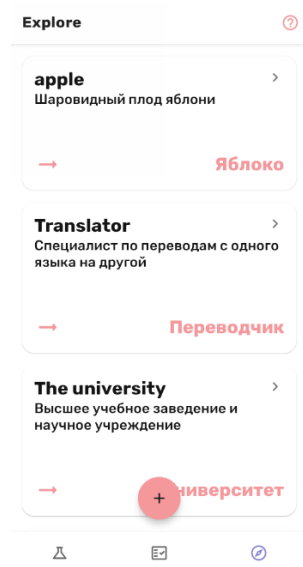 Explore
apple
Шаровидный плод яблони
→ Яблоко
Translator
Специалист по переводам с одного
языка на другой
→ Переводчик
The university
Высшее учебное заведение и
научное учреждение
→